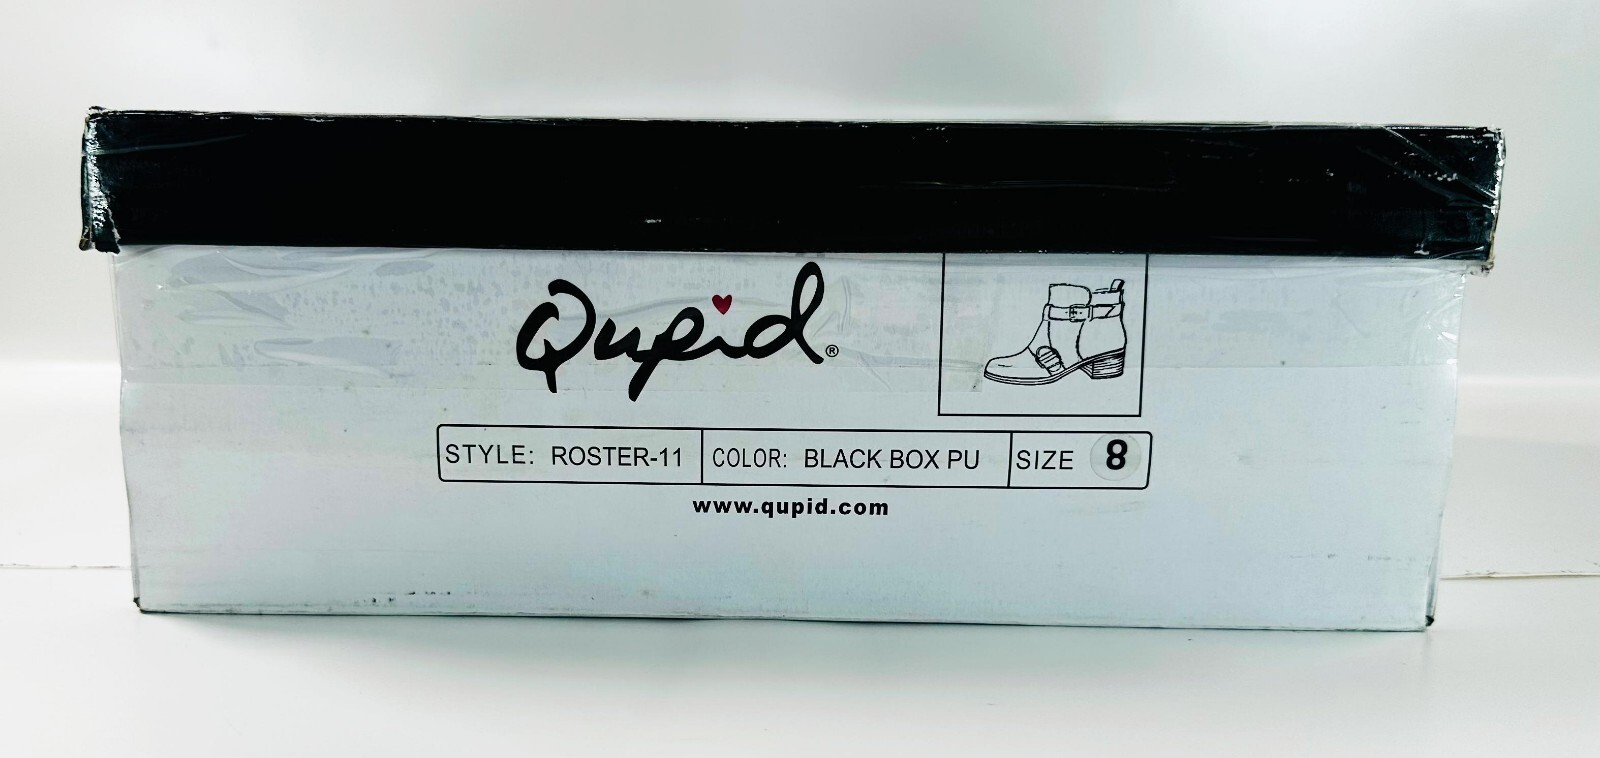 Qupid®
STYLE: ROSTER-11 COLOR: BLACK BOX PU SIZE 8
www.qupid.com